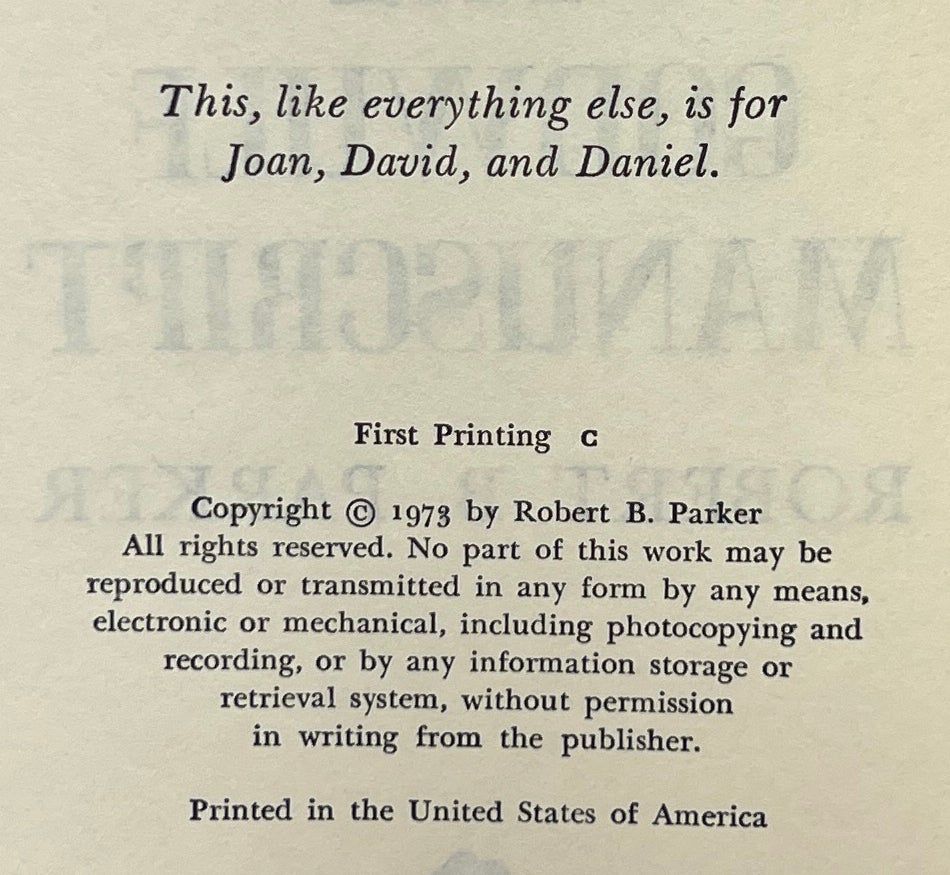 This, like everything else, is for
Joan, David, and Daniel.
First Printing C
Copyright © 1973 by Robert B. Parker
All rights reserved. No part of this work may be
reproduced or transmitted in any form by any means,
electronic or mechanical, including photocopying and
recording, or by any information storage or
retrieval system, without permission
in writing from the publisher.
Printed in the United States of America